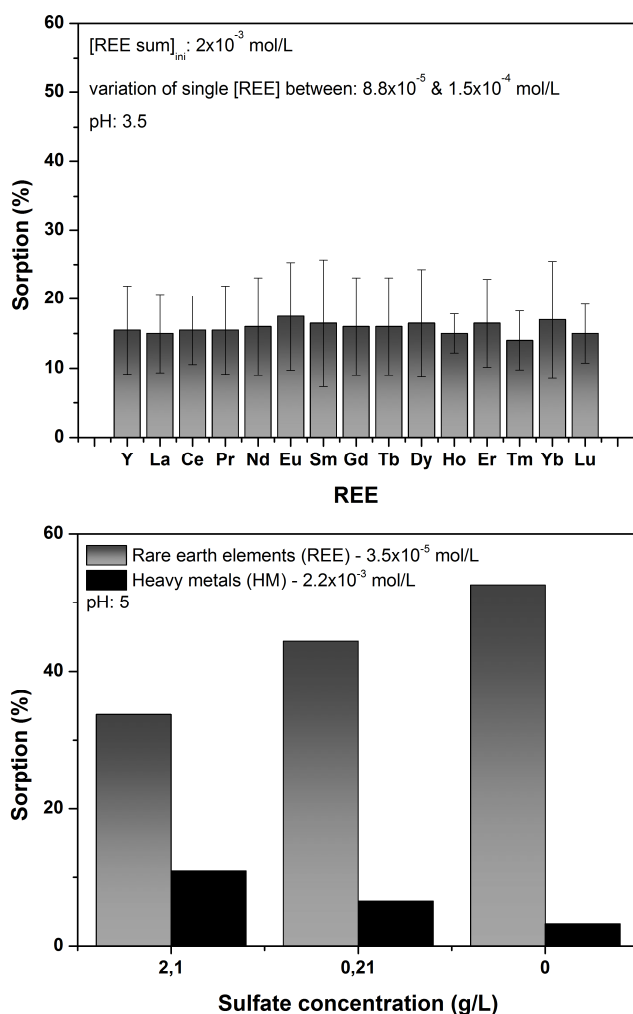 60
50
40
30
20
10
0
Sorption (%)
[REE sum]ini: 2x10⁻³ mol/L
variation of single [REE] between: 8.8x10⁻⁵ & 1.5x10⁻⁴ mol/L
pH: 3.5
Y La Ce Pr Nd Eu Sm Gd Tb Dy Ho Er Tm Yb Lu
REE
60
40
20
0
Sorption (%)
Rare earth elements (REE) - 3.5x10⁻⁵ mol/L
Heavy metals (HM) - 2.2x10⁻³ mol/L
pH: 5
2,1 0,21 0
Sulfate concentration (g/L)